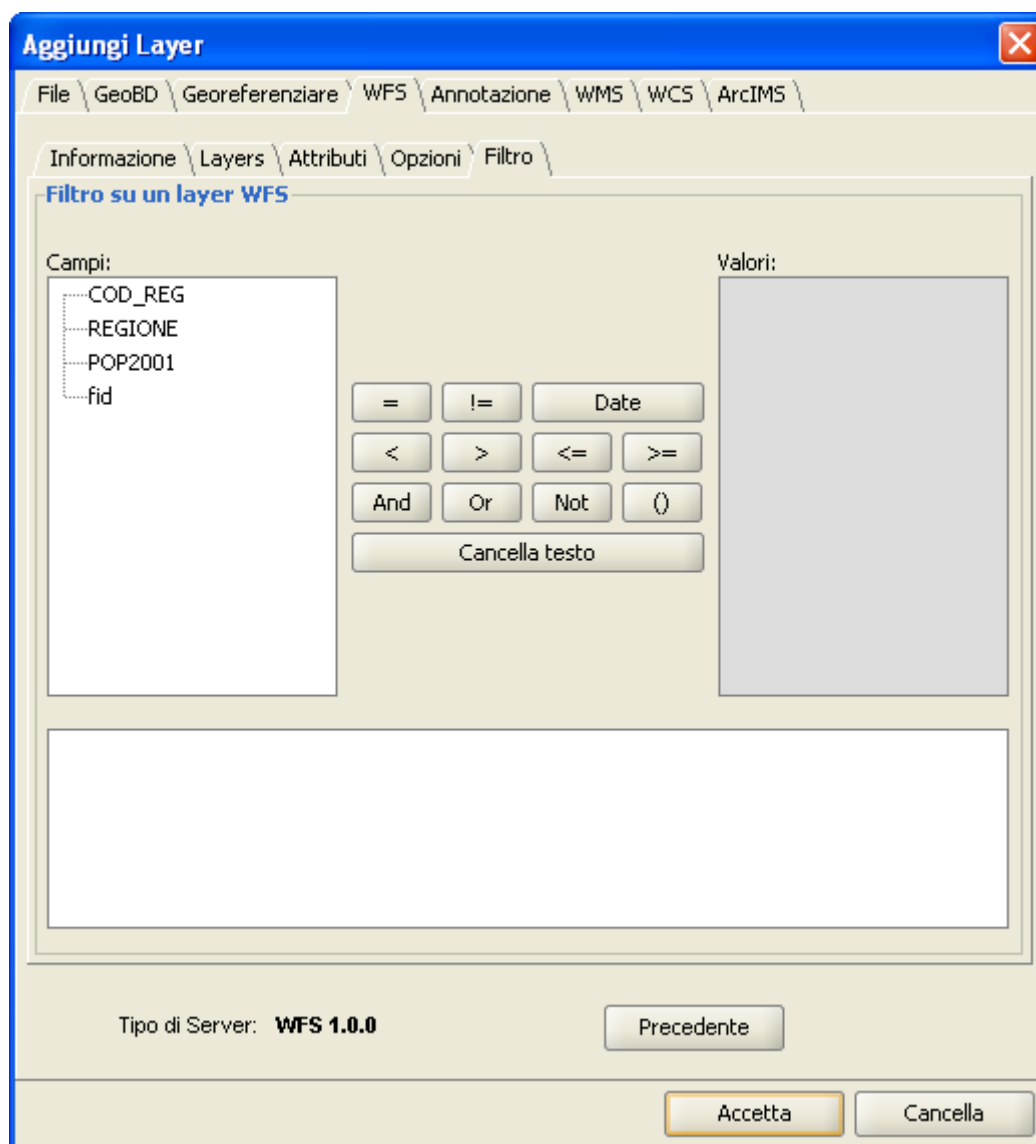 Aggiungi Layer
File GeoBD Georeferenziare WFS Annotazione WMS WCS ArcIMS
Informazione Layers Attributi Opzioni Filtro
Filtro su un layer WFS
Campi:
Valori:
COD_REG
REGIONE
POP2001
fid
= != Date
< > <= >=
And Or Not ()
Cancella testo
Tipo di Server: WFS 1.0.0
Precedente
Accetta Cancella